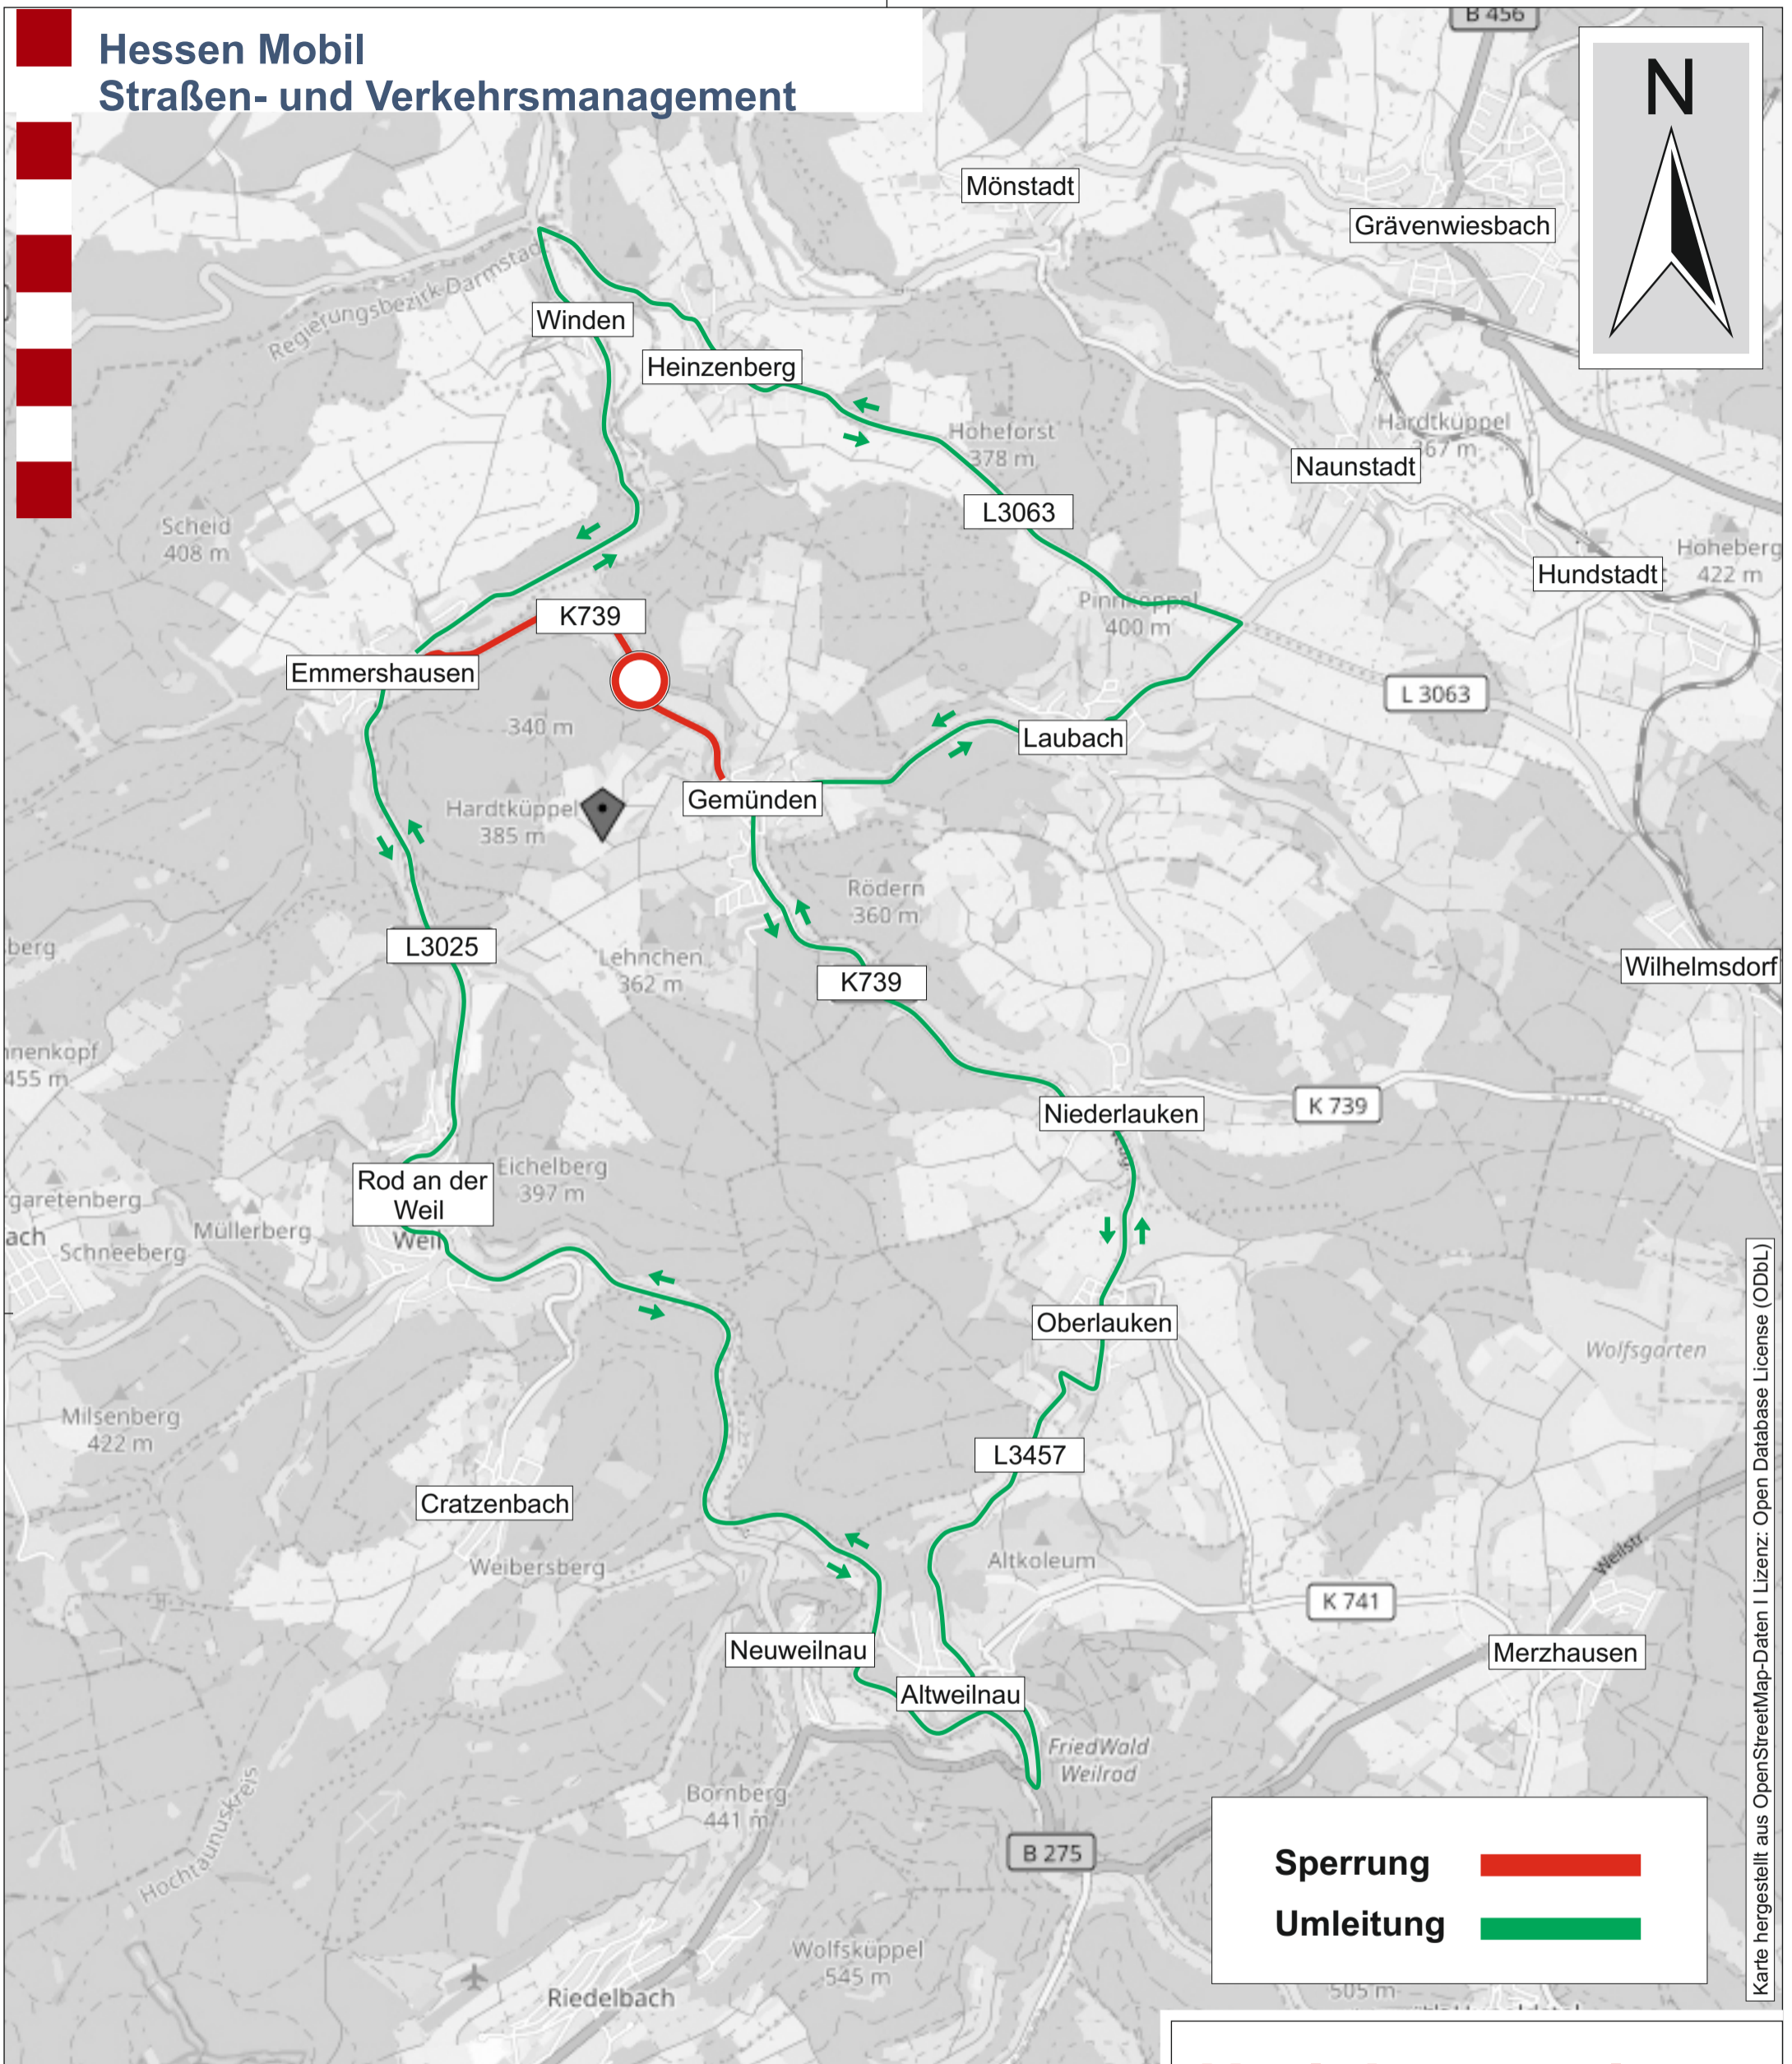 Hessen Mobil
Straßen- und Verkehrsmanagement
B 456
N
Mönstadt
Grävenwiesbach
Regierungsbezirk Darmstadt
Winden
Heinzenberg
Hoheforst
378 m
Hardtküppel
367 m
Naunstadt
L3063
Scheid
408 m
Hoheberg
422 m
Hundstadt
Pinnköppel
400 m
K739
Emmershausen
L 3063
340 m
Laubach
Gemünden
Hardtküppel
385 m
Rödern
360 m
L3025
Lehnchen
362 m
K739
Wilhelmsdorf
455 m
Niederlauken
K 739
Rod an der
Weil
Weil
Eichelberg
397 m
Müllerberg
Schneeberg
Oberlauken
Wolfsgarten
Milsenberg
422 m
L3457
Cratzenbach
Weibersberg
Altkoleum
Weilstr
K 741
Neuweilnau
Merzhausen
Altweilnau
FriedWald
Weilrod
Bornberg
441 m
Hochtaunuskreis
B 275
Sperrung
Umleitung
Wolfsküppel
545 m
Riedelbach
505 m
Karte hergestellt aus OpenStreetMap-Daten I Lizenz: Open Database License (ODbL)